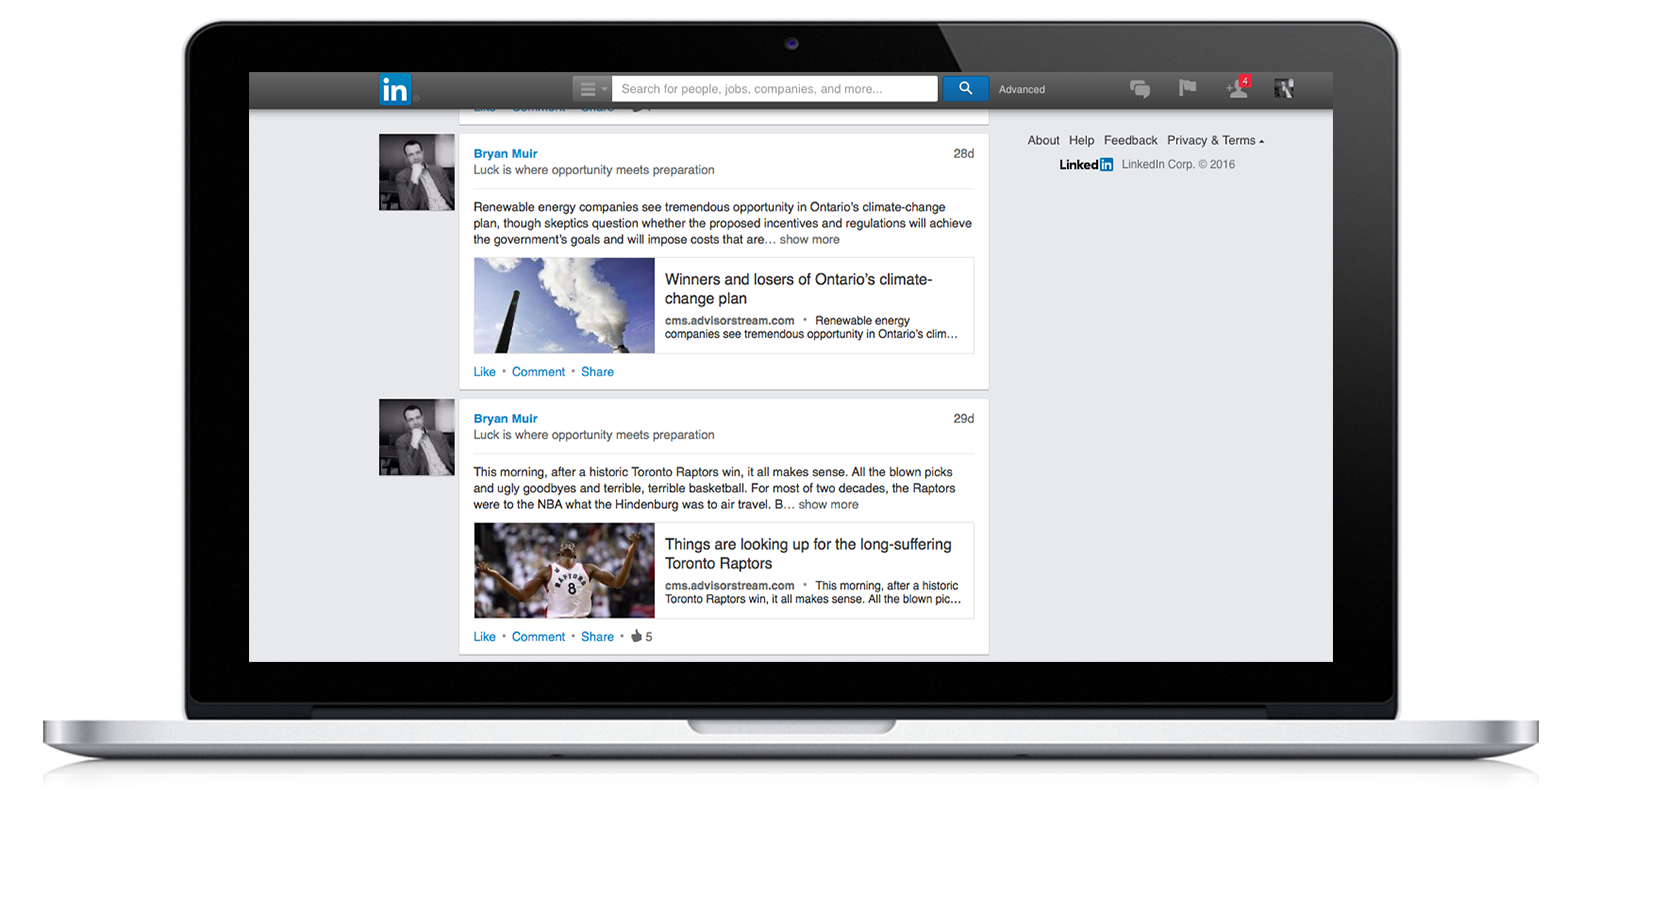 in
Search for people, jobs, companies, and more...
Advanced
4
Like Comment Share
Bryan Muir
28d
Luck is where opportunity meets preparation
Renewable energy companies see tremendous opportunity in Ontario's climate-change
plan, though skeptics question whether the proposed incentives and regulations will achieve
the government's goals and will impose costs that are... show more
Winners and losers of Ontario's climate-
change plan
cms.advisorstream.com • Renewable energy
companies see tremendous opportunity in Ontario's clim...
Like • Comment • Share
Bryan Muir
29d
Luck is where opportunity meets preparation
This morning, after a historic Toronto Raptors win, it all makes sense. All the blown picks
and ugly goodbyes and terrible, terrible basketball. For most of two decades, the Raptors
were to the NBA what the Hindenburg was to air travel. B... show more
RAPTORS
8
Things are looking up for the long-suffering
Toronto Raptors
cms.advisorstream.com • This morning, after a historic
Toronto Raptors win, it all makes sense. All the blown pic...
Like • Comment • Share • 5
About Help Feedback Privacy & Terms
Linked in LinkedIn Corp. © 2016